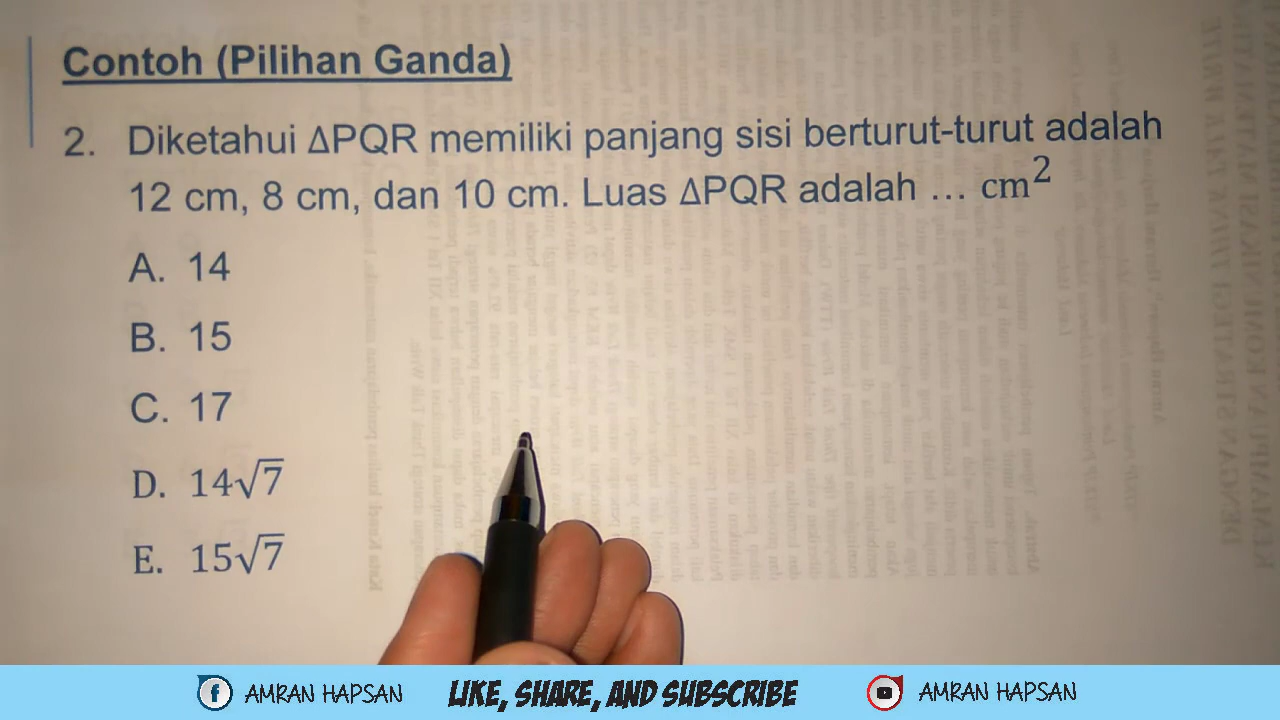 Contoh (Pilihan Ganda)
2. Diketahui ΔPQR memiliki panjang sisi berturut-turut adalah
12 cm, 8 cm, dan 10 cm. Luas ΔPQR adalah … cm²
A. 14
B. 15
C. 17
D. 14√7
E. 15√7
AMRAN HAPSAN LIKE, SHARE, AND SUBSCRIBE AMRAN HAPSAN